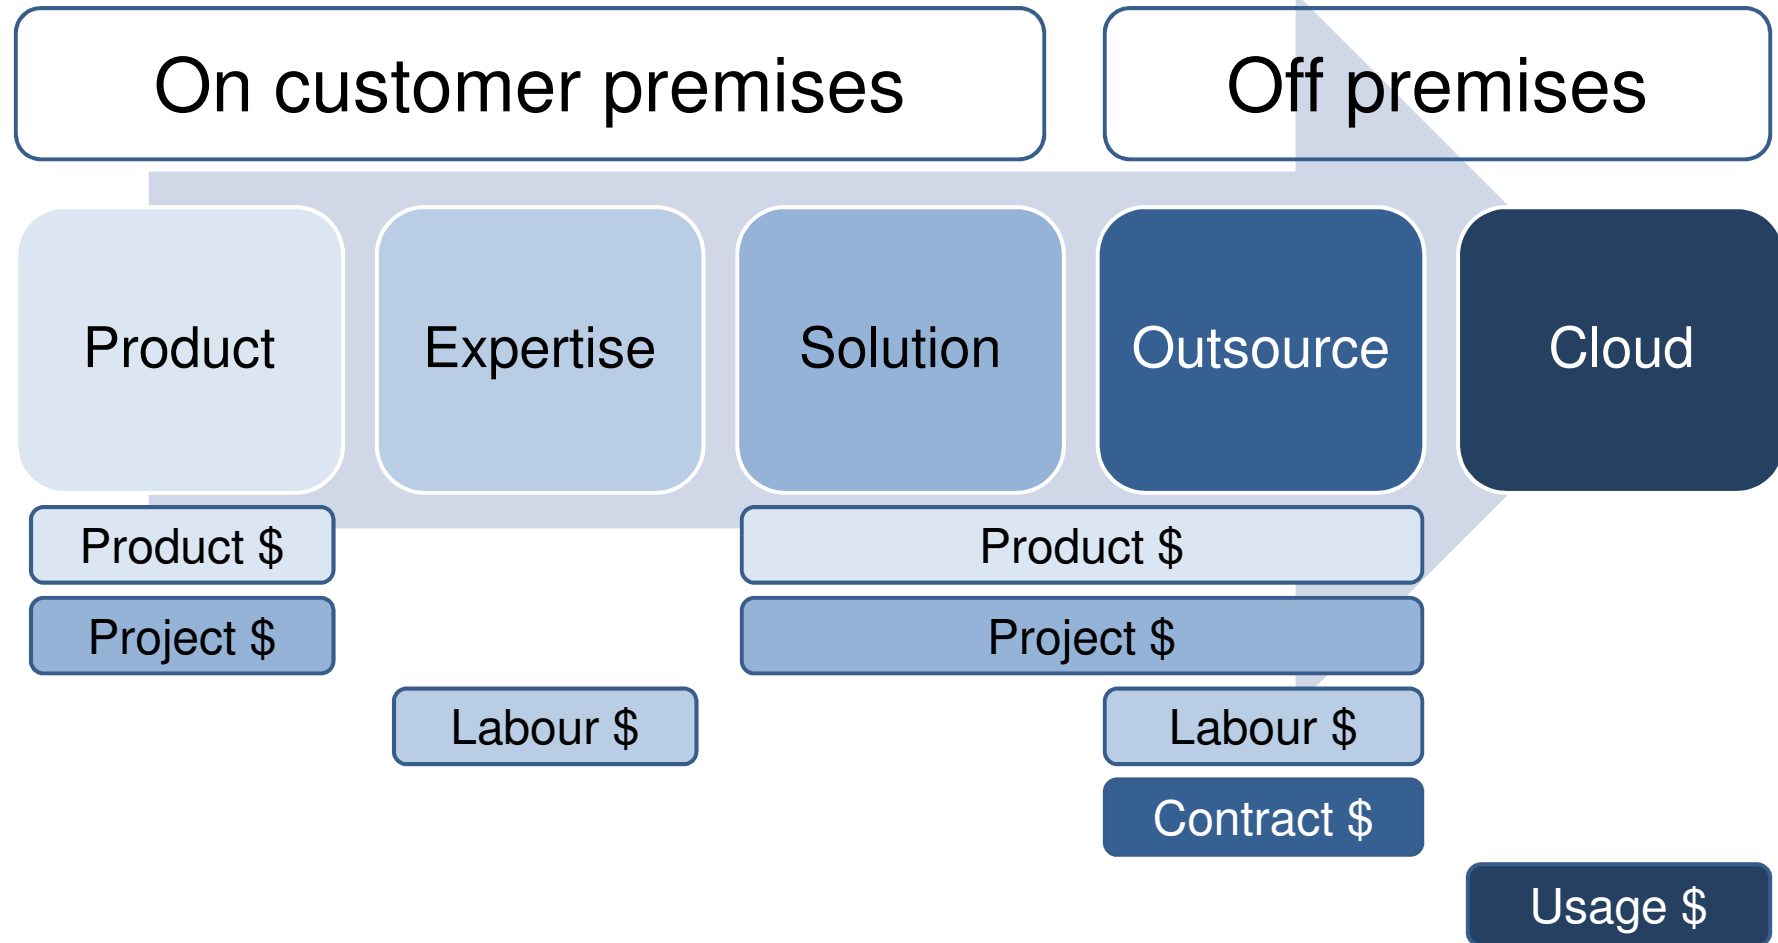 On customer premises
Off premises
Product
Expertise
Solution
Outsource
Cloud
Product $
Product $
Project $
Project $
Labour $
Labour $
Contract $
Usage $